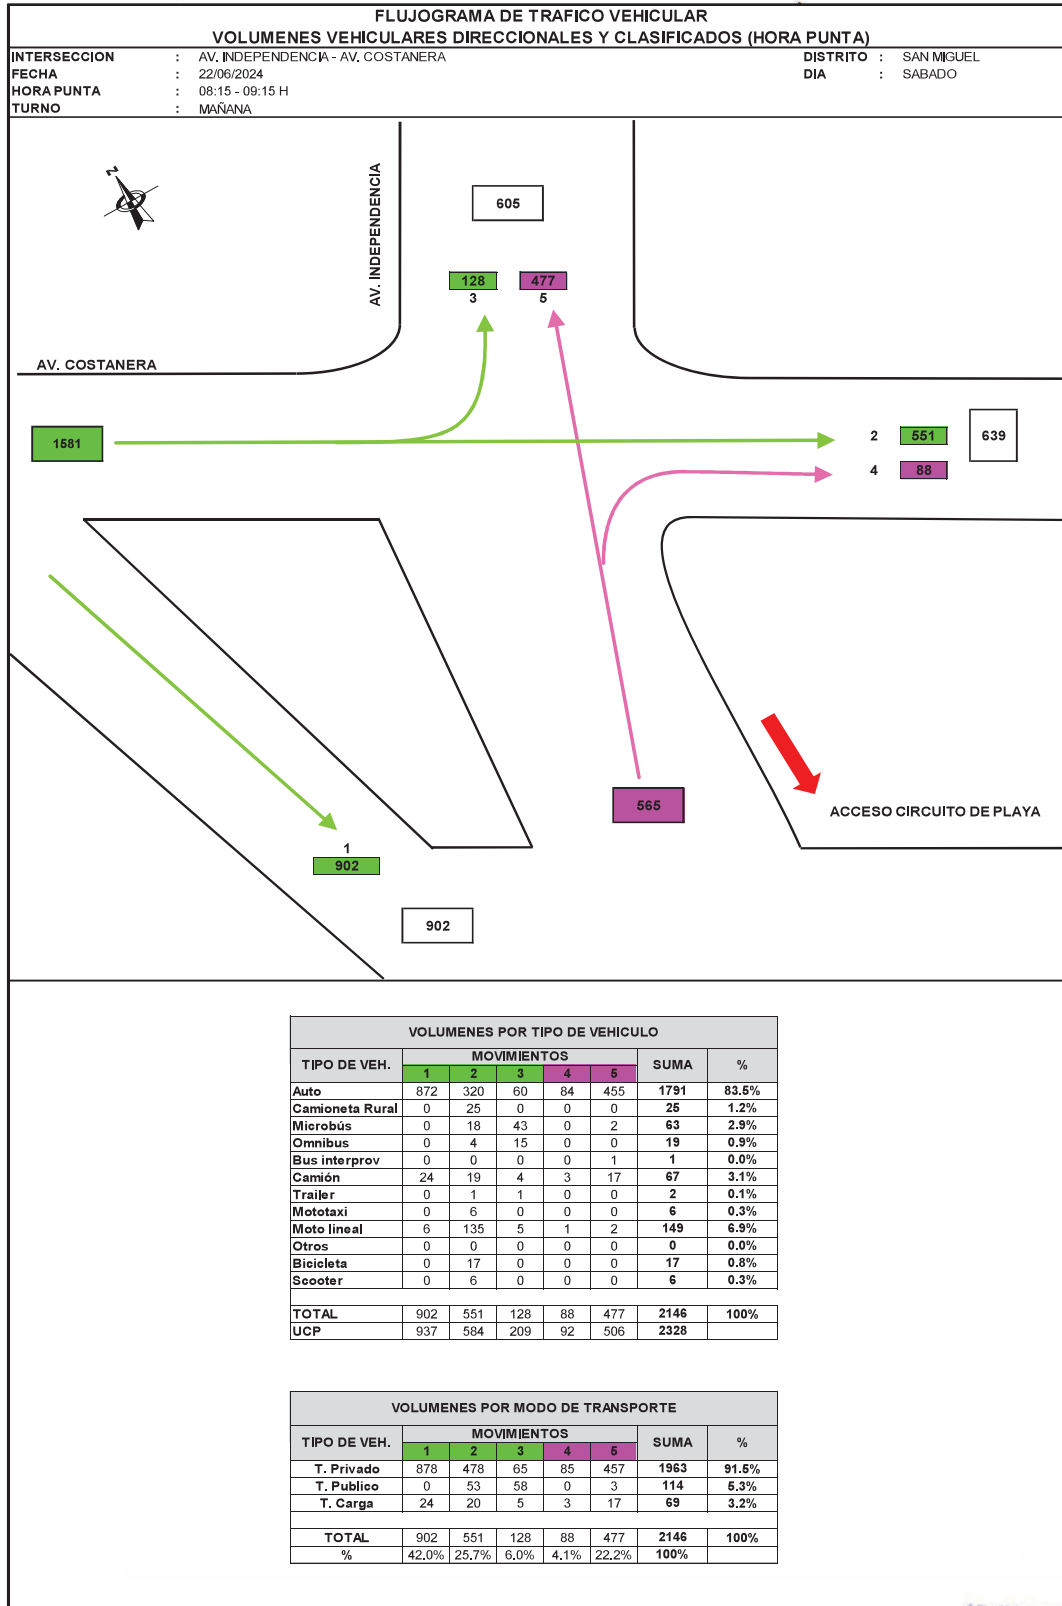 FLUJOGRAMA DE TRAFICO VEHICULAR
VOLUMENES VEHICULARES DIRECCIONALES Y CLASIFICADOS (HORA PUNTA)
INTERSECCION : AV. INDEPENDENCIA - AV. COSTANERA DISTRITO : SAN MIGUEL
FECHA : 22/06/2024 DIA : SABADO
HORA PUNTA : 08:15 - 09:15 H
TURNO : MAÑANA
N
AV. INDEPENDENCIA
605
128 477
3 5
AV. COSTANERA
1581
2 551 639
4 88
565
ACCESO CIRCUITO DE PLAYA
1
902
902
VOLUMENES POR TIPO DE VEHICULO
TIPO DE VEH. MOVIMIENTOS SUMA %
1 2 3 4 5
Auto 872 320 60 84 455 1791 83.5%
Camioneta Rural 0 25 0 0 0 25 1.2%
Microbús 0 18 43 0 2 63 2.9%
Omnibus 0 4 15 0 0 19 0.9%
Bus interprov 0 0 0 0 1 1 0.0%
Camión 24 19 4 3 17 67 3.1%
Trailer 0 1 1 0 0 2 0.1%
Mototaxi 0 6 0 0 0 6 0.3%
Moto lineal 6 135 5 1 2 149 6.9%
Otros 0 0 0 0 0 0 0.0%
Bicicleta 0 17 0 0 0 17 0.8%
Scooter 0 6 0 0 0 6 0.3%
TOTAL 902 551 128 88 477 2146 100%
UCP 937 584 209 92 506 2328
VOLUMENES POR MODO DE TRANSPORTE
TIPO DE VEH. MOVIMIENTOS SUMA %
1 2 3 4 5
T. Privado 878 478 65 85 457 1963 91.5%
T. Publico 0 53 58 0 3 114 5.3%
T. Carga 24 20 5 3 17 69 3.2%
TOTAL 902 551 128 88 477 2146 100%
% 42.0% 25.7% 6.0% 4.1% 22.2% 100%